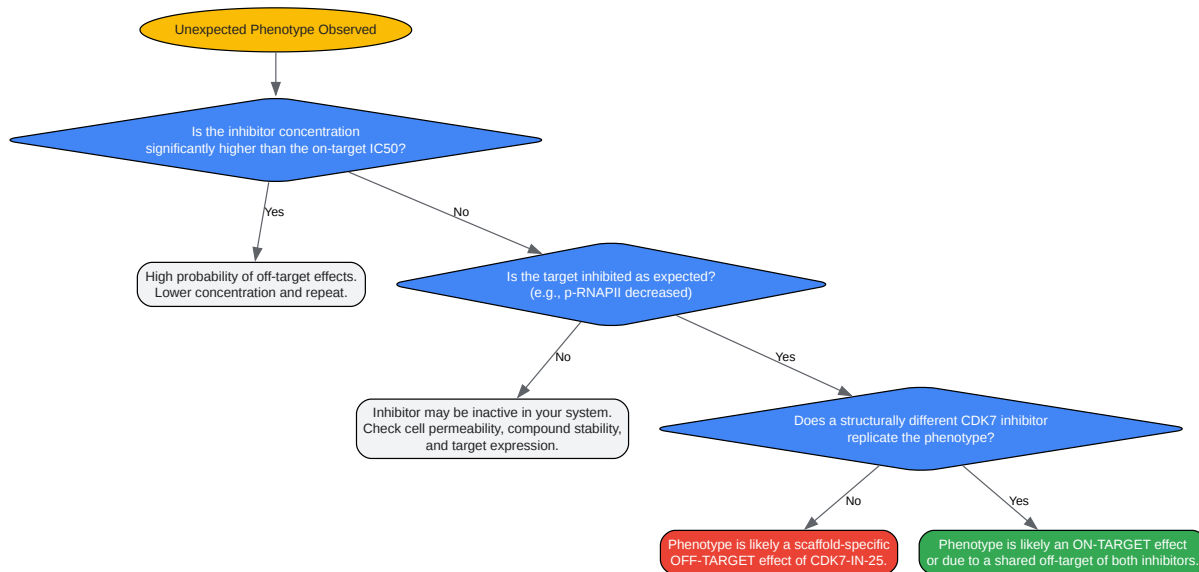 Unexpected Phenotype Observed
Is the inhibitor concentration
significantly higher than the on-target IC50?
Yes
No
High probability of off-target effects.
Lower concentration and repeat.
Is the target inhibited as expected?
(e.g., p-RNAPII decreased)
No
Yes
Inhibitor may be inactive in your system.
Check cell permeability, compound stability,
and target expression.
Does a structurally different CDK7 inhibitor
replicate the phenotype?
No
Yes
Phenotype is likely a scaffold-specific
OFF-TARGET effect of CDK7-IN-25.
Phenotype is likely an ON-TARGET effect
or due to a shared off-target of both inhibitors.